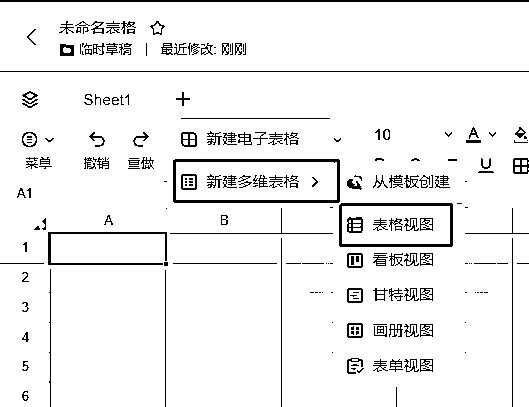 未命名表格
临时草稿 | 最近修改: 刚刚
Sheet1 +
菜单 撤销 重做
新建电子表格
10 A
新建多维表格 >
从模板创建
U
A1
表格视图
A B
看板视图
甘特视图
画册视图
表单视图
1
2
3
4
5
6